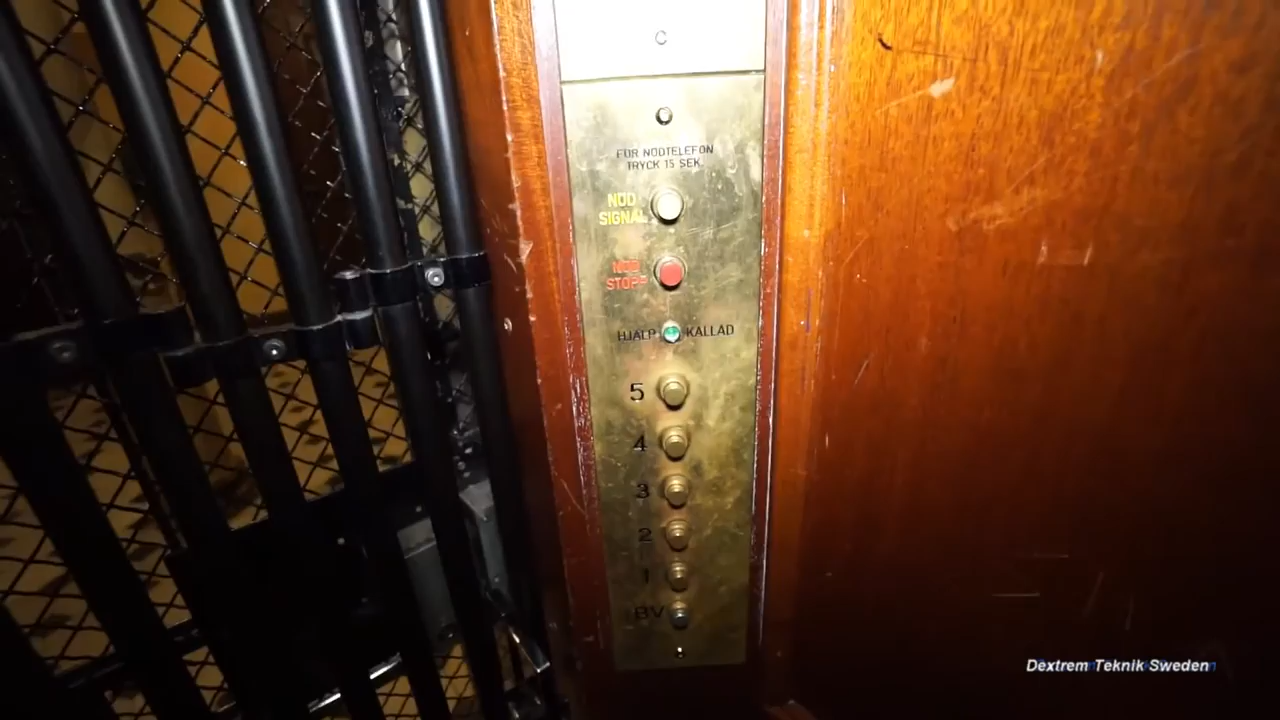 FÖR NÖDTELEFON
TRYCK 15 SEK.
NÖD
SIGNAL
NÖD
STOP
HJÄLP KALLAD
5
4
3
2
1
BV
Dextrem Teknik Sweden